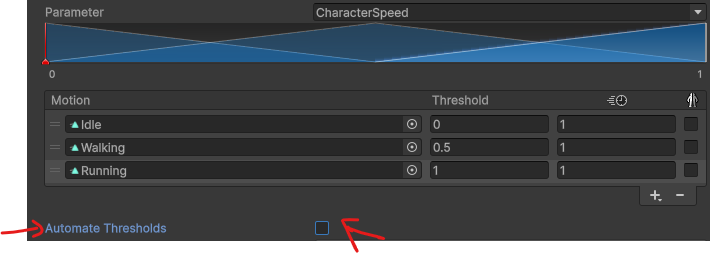 Parameter CharacterSpeed
0 1
Motion Threshold
Idle 0 1
Walking 0.5 1
Running 1 1
+ −
Automate Thresholds